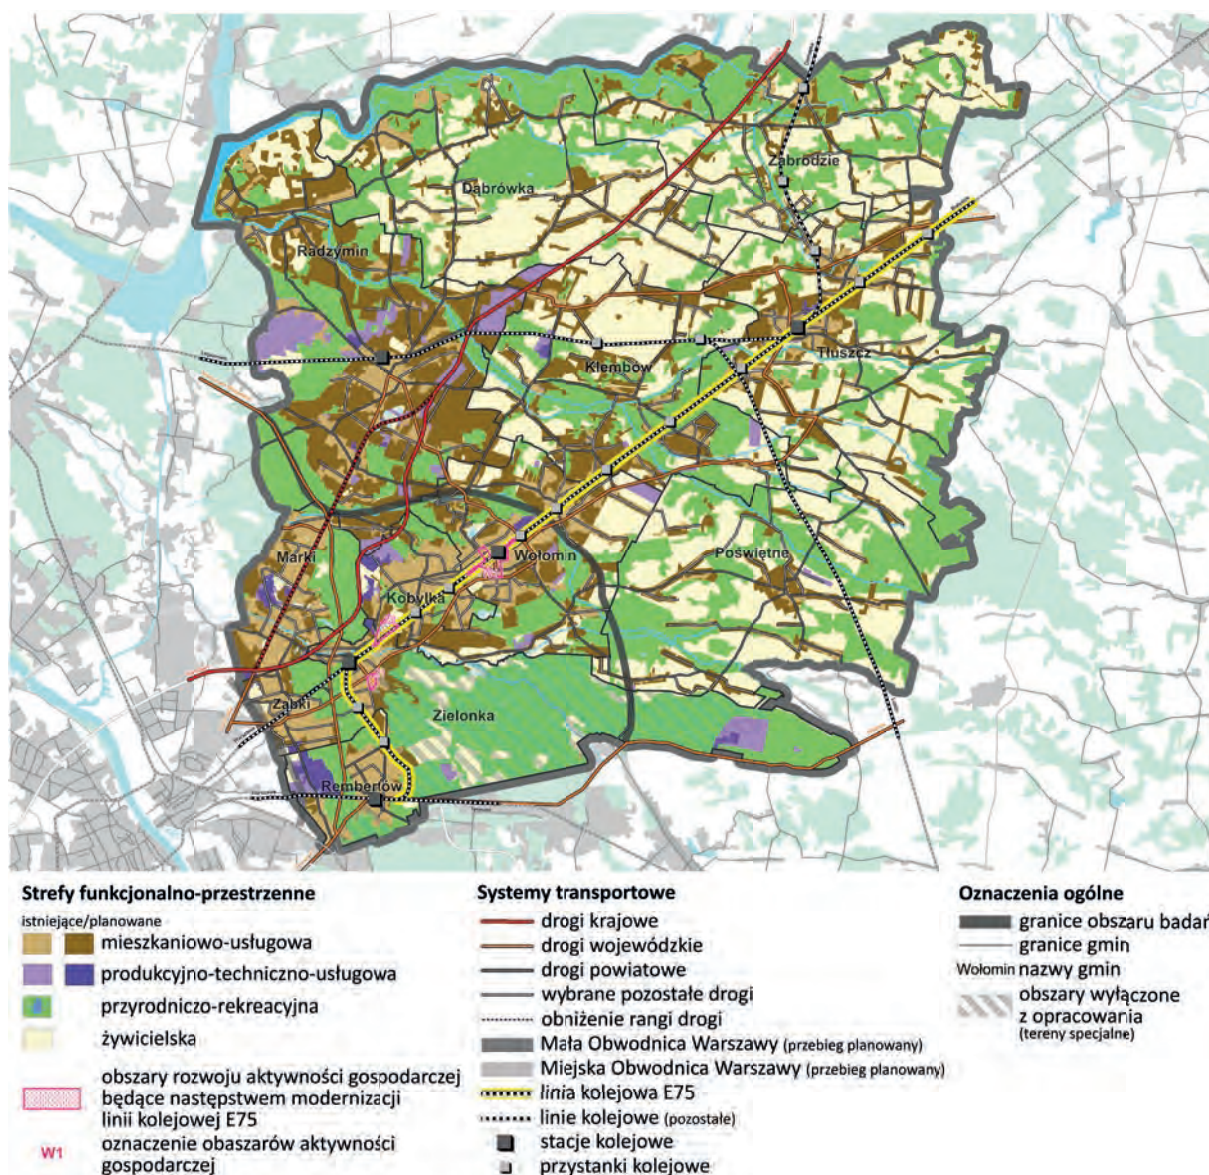 Zabrodzie
Dąbrówka
Radzymin
Tłuszcz
Klembów
Wołomin
Poświętne
Marki
Kobyłka
Ząbki
Zielonka
Rembertów
Strefy funkcjonalno-przestrzenne
istniejące/planowane
mieszkaniowo-usługowa
produkcyjno-techniczno-usługowa
przyrodniczo-rekreacyjna
żywicielska
obszary rozwoju aktywności gospodarczej
będące następstwem modernizacji
linii kolejowej E75
W1 oznaczenie obaszarów aktywności
gospodarczej
Systemy transportowe
drogi krajowe
drogi wojewódzkie
drogi powiatowe
wybrane pozostałe drogi
obniżenie rangi drogi
Mała Obwodnica Warszawy (przebieg planowany)
Miejska Obwodnica Warszawy (przebieg planowany)
linia kolejowa E75
linie kolejowe (pozostałe)
stacje kolejowe
przystanki kolejowe
Oznaczenia ogólne
granice obszaru badań
granice gmin
Wołomin nazwy gmin
obszary wyłączone
z opracowania
(tereny specjalne)